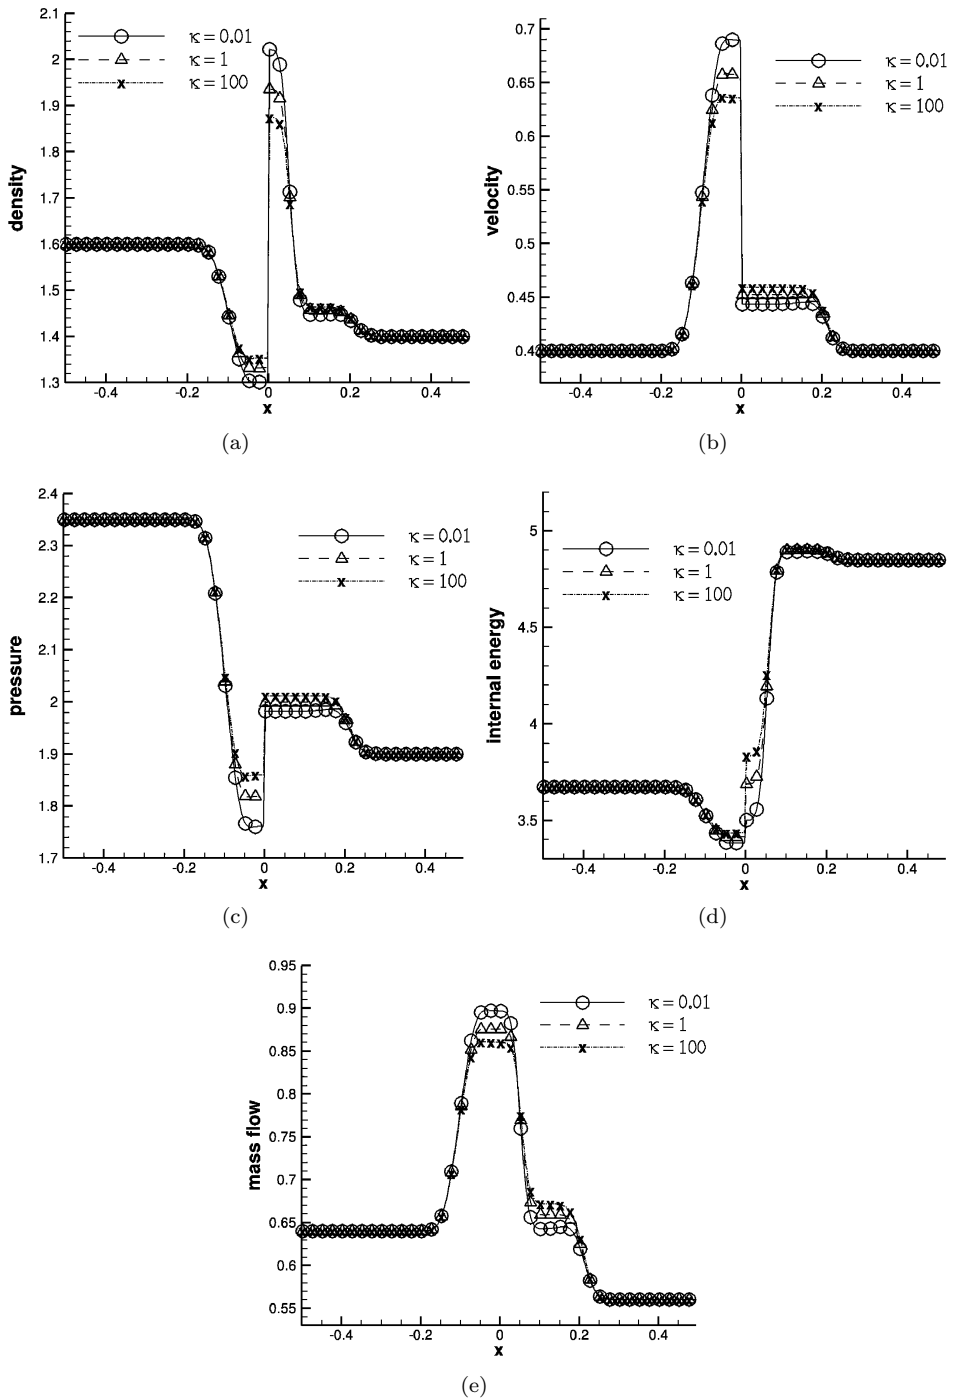 2.1
2
1.9
1.8
1.7
1.6
1.5
1.4
1.3
density
κ = 0.01
κ = 1
κ = 100
-0.4 -0.2 0 0.2 0.4
x
(a)
0.7
0.65
0.6
0.55
0.5
0.45
0.4
velocity
κ = 0.01
κ = 1
κ = 100
-0.4 -0.2 0 0.2 0.4
x
(b)
2.4
2.3
2.2
2.1
2
1.9
1.8
1.7
pressure
κ = 0.01
κ = 1
κ = 100
-0.4 -0.2 0 0.2 0.4
x
(c)
5
4.5
4
3.5
internal energy
κ = 0.01
κ = 1
κ = 100
-0.4 -0.2 0 0.2 0.4
x
(d)
0.95
0.9
0.85
0.8
0.75
0.7
0.65
0.6
0.55
mass flow
κ = 0.01
κ = 1
κ = 100
-0.4 -0.2 0 0.2 0.4
x
(e)